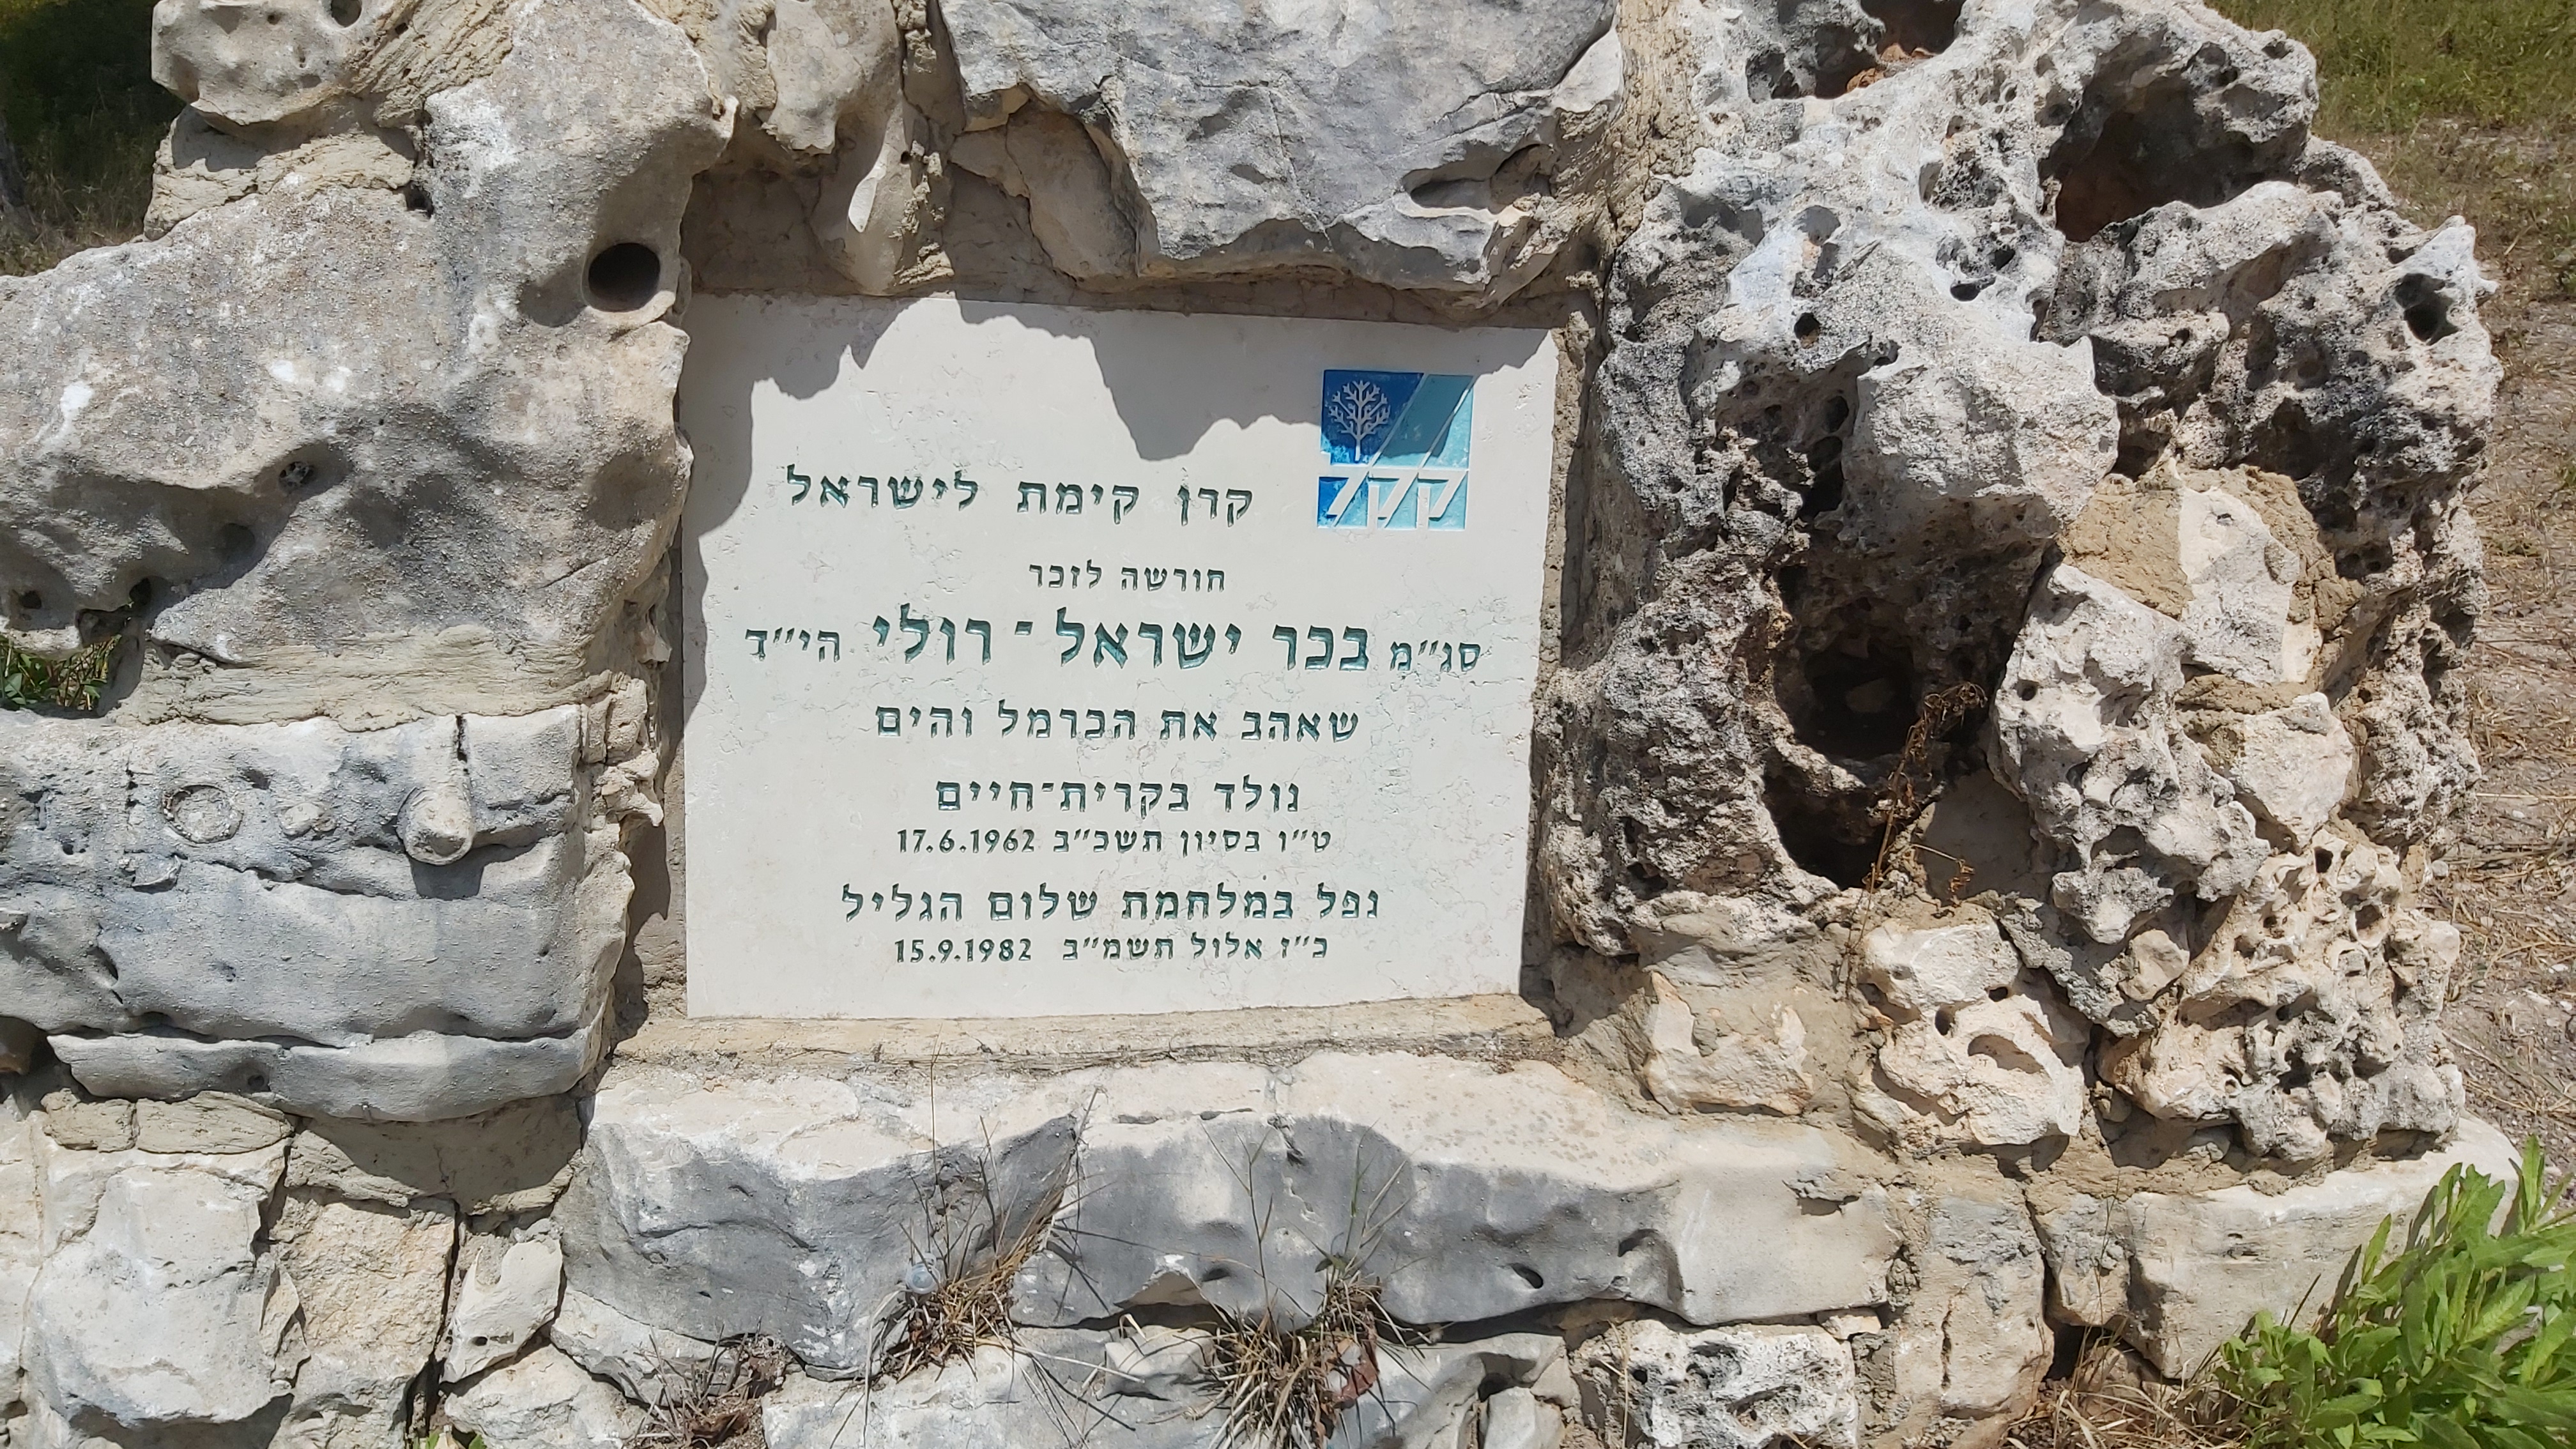 קרן קימת לישראל
קקל
חורשה לזכר
סג"מ בכר ישראל - רולי הי"ד
שאהב את הכרמל והים
נולד בקרית-חיים
ט"ו בסיון תשכ"ב 17.6.1962
נפל במלחמת שלום הגליל
כ"ז אלול תשמ"ב 15.9.1982